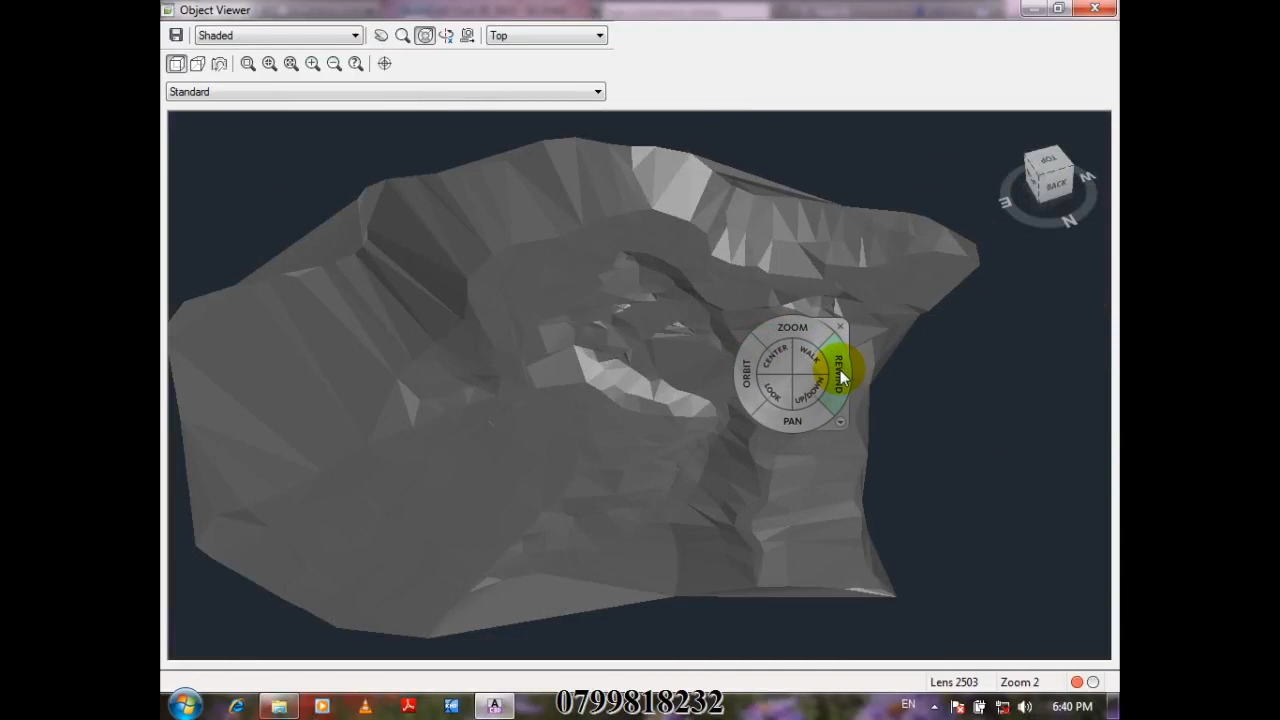 Object Viewer
Shaded
Top
Standard
TOP
BACK
W
E
N
ZOOM
CENTER
WALK
ORBIT
REWIND
LOOK
UP/DOWN
PAN
Lens 2503
Zoom 2
0799818232
EN
6:40 PM